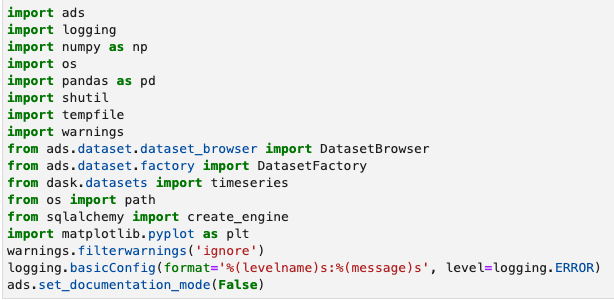 import ads
import logging
import numpy as np
import os
import pandas as pd
import shutil
import tempfile
import warnings
from ads.dataset.dataset_browser import DatasetBrowser
from ads.dataset.factory import DatasetFactory
from dask.datasets import timeseries
from os import path
from sqlalchemy import create_engine
import matplotlib.pyplot as plt
warnings.filterwarnings('ignore')
logging.basicConfig(format='%(levelname)s:%(message)s', level=logging.ERROR)
ads.set_documentation_mode(False)